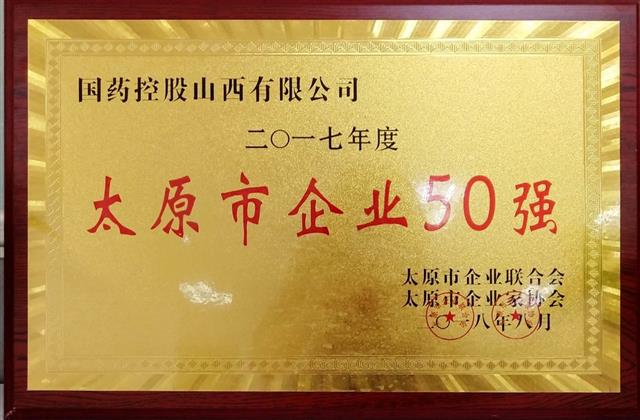 国药控股山西有限公司
二〇一七年度
太原市企业50强
太原市企业联合会
太原市企业家协会
二〇一八年八月